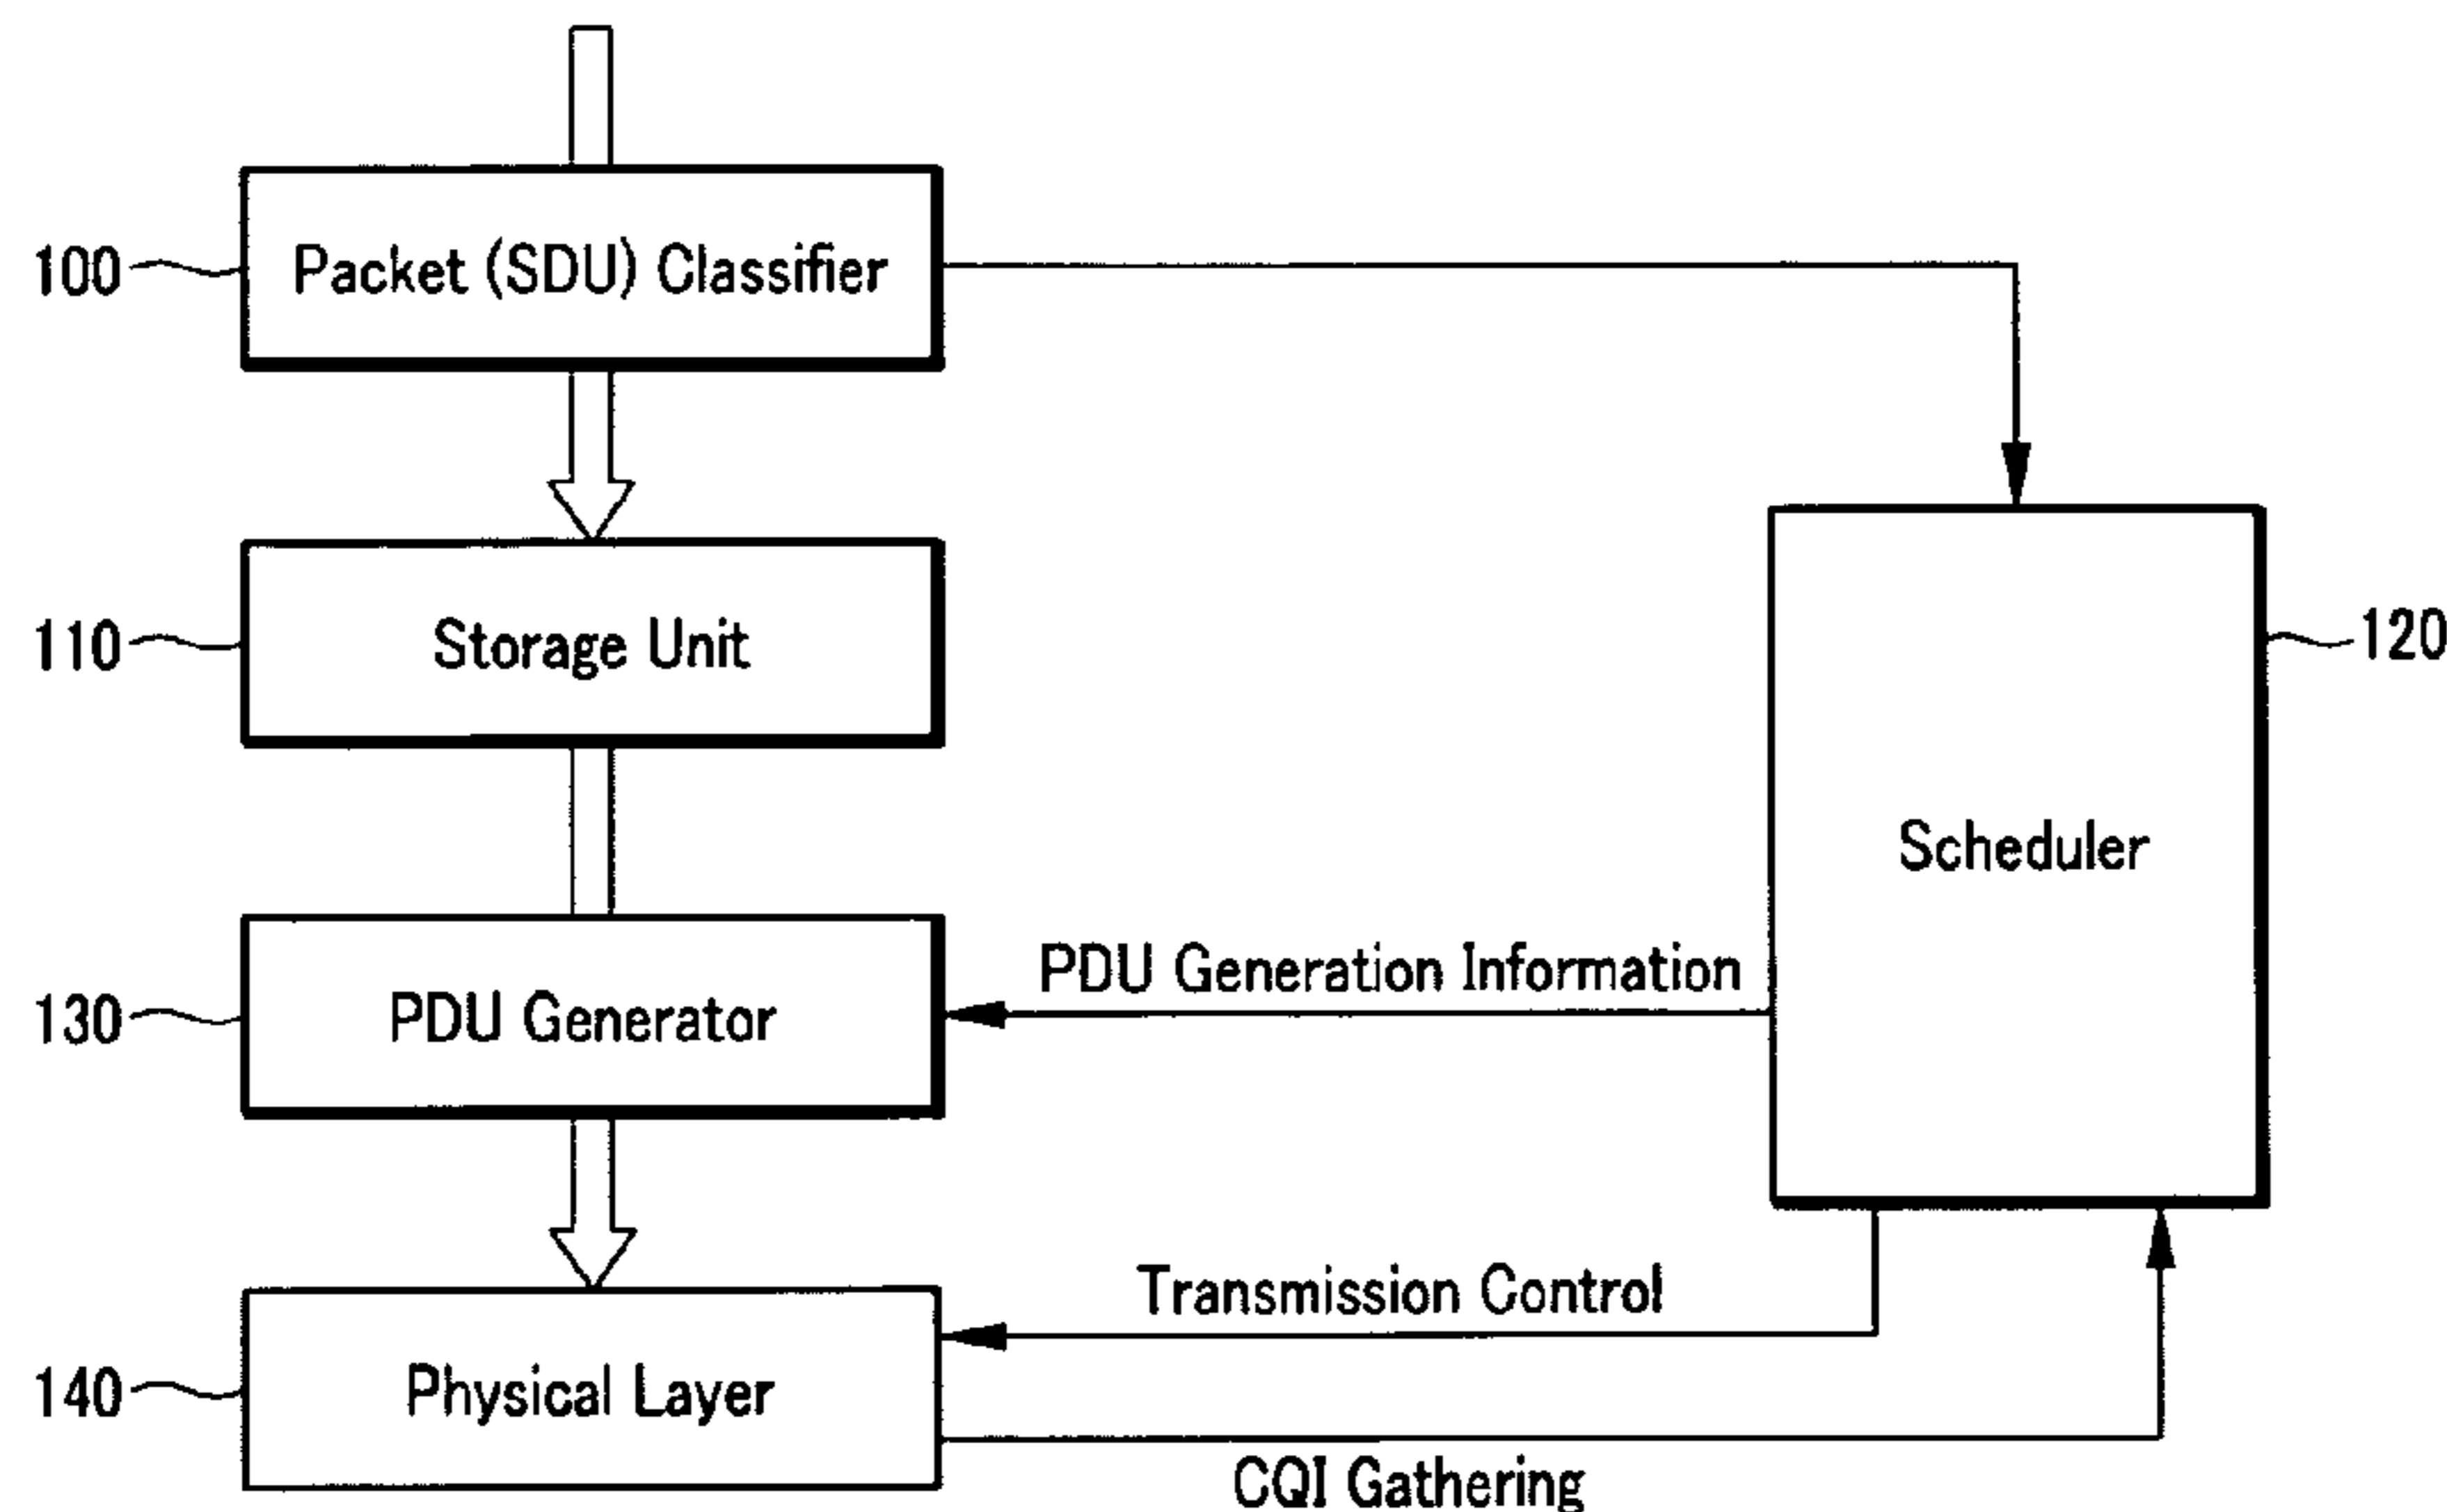 100
Packet (SDU) Classifier
110
Storage Unit
120
Scheduler
PDU Generation Information
130
PDU Generator
Transmission Control
140
Physical Layer
CQI Gathering